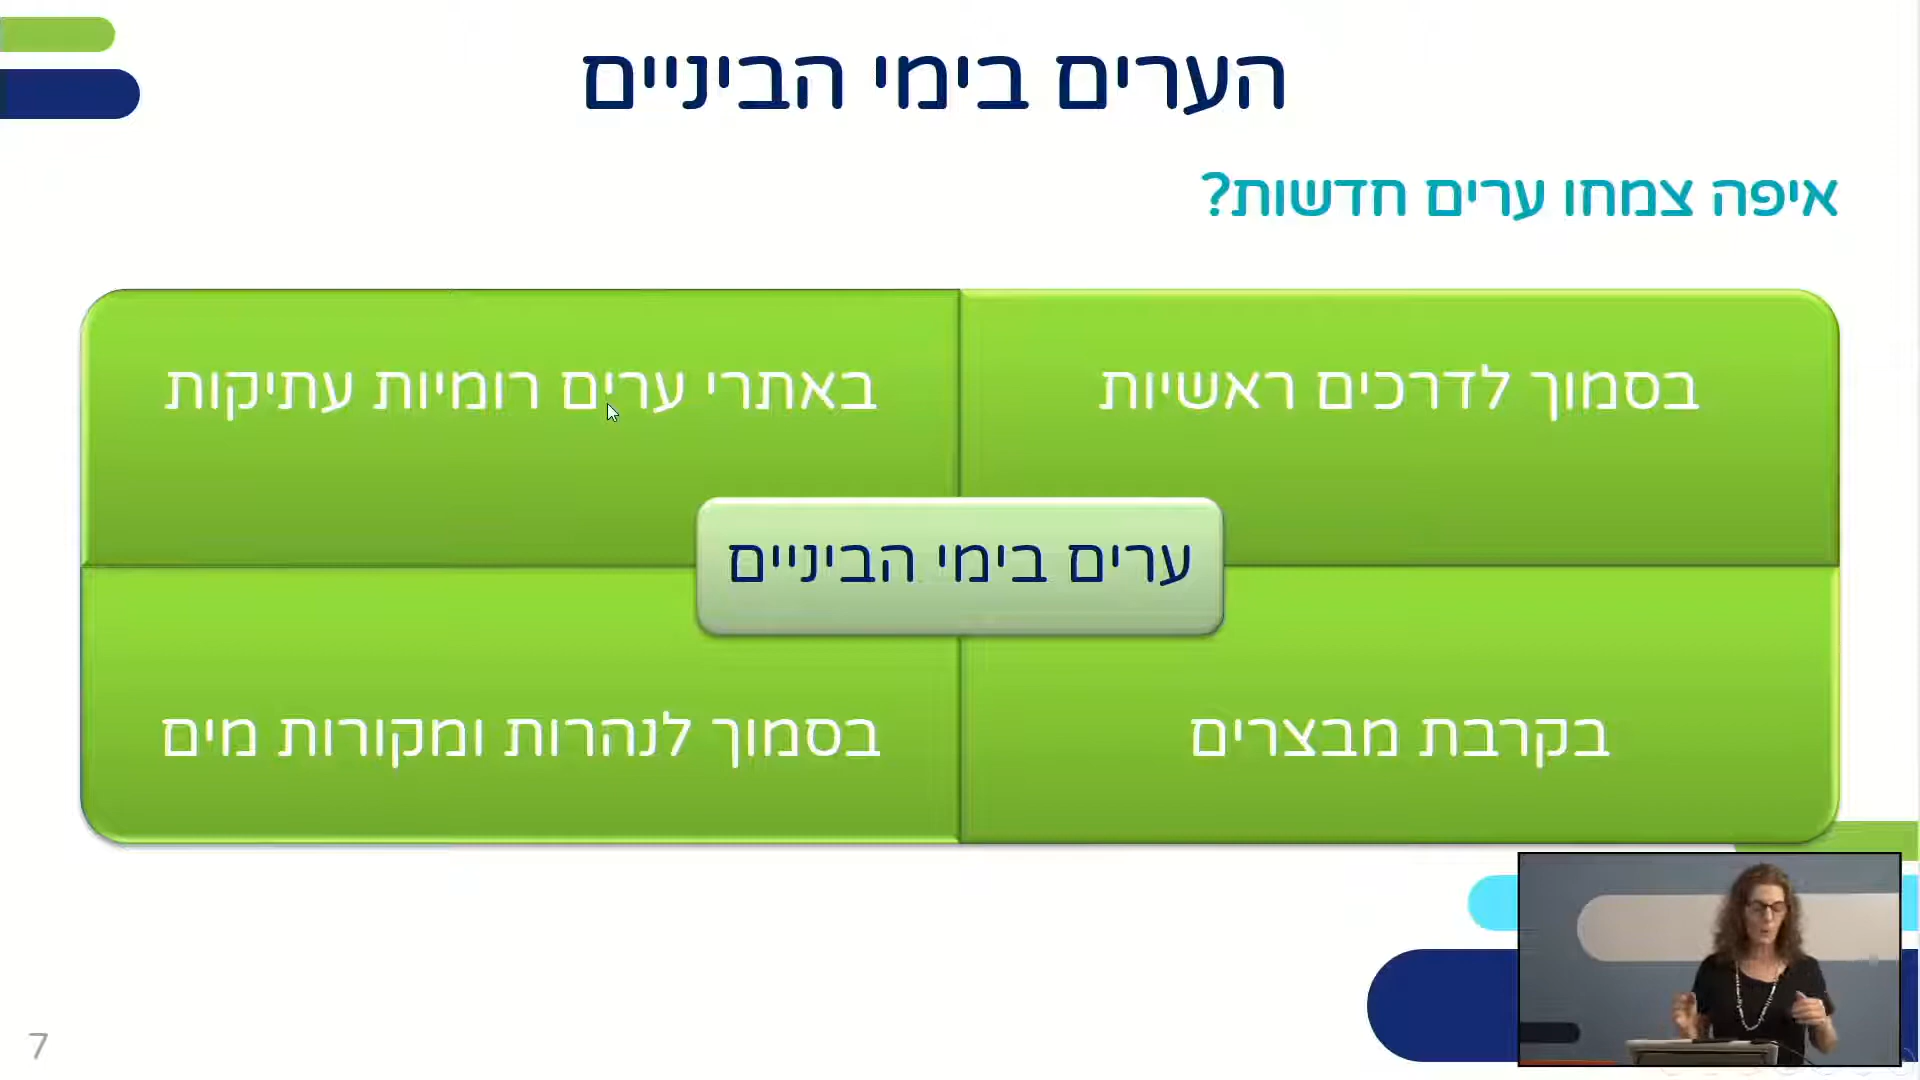 הערים בימי הביניים
איפה צמחו ערים חדשות?
בסמוך לדרכים ראשיות
באתרי ערים רומיות עתיקות
ערים בימי הביניים
בקרבת מבצרים
בסמוך לנהרות ומקורות מים
7